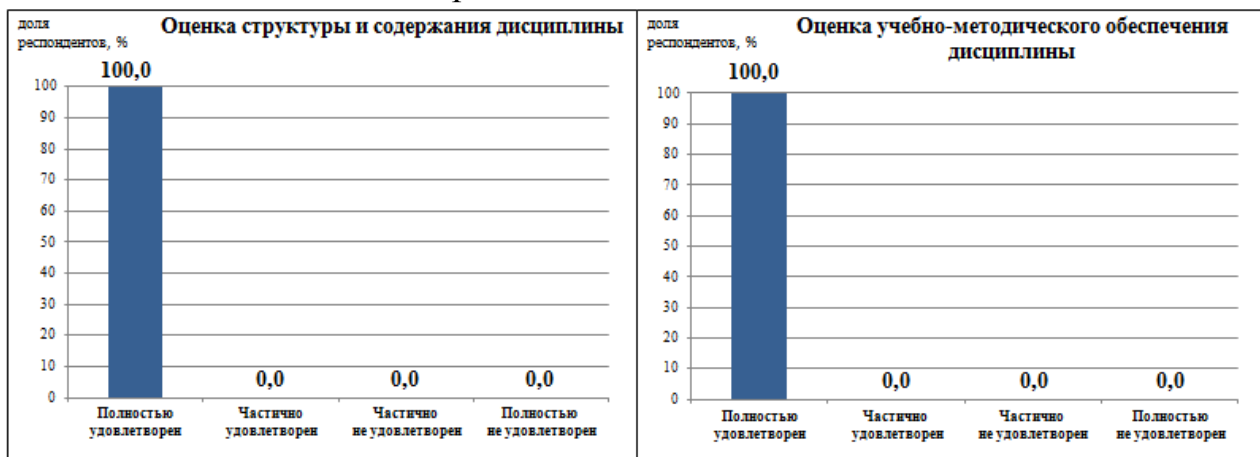 доля
респондентов, %
Оценка структуры и содержания дисциплины
100,0
100
90
80
70
60
50
40
30
20
10
0
0,0
0,0
0,0
Полностью
удовлетворен
Частично
удовлетворен
Частично
не удовлетворен
Полностью
не удовлетворен
доля
респондентов, %
Оценка учебно-методического обеспечения
дисциплины
100,0
100
90
80
70
60
50
40
30
20
10
0
0,0
0,0
0,0
Полностью
удовлетворен
Частично
удовлетворен
Частично
не удовлетворен
Полностью
не удовлетворен